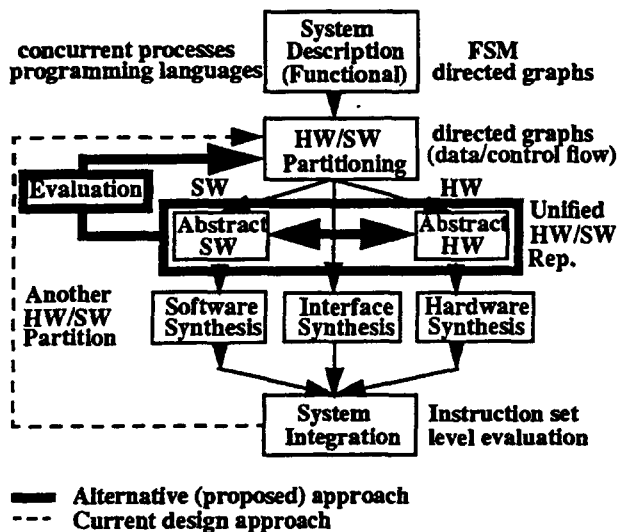 System
Description
(Functional)
concurrent processes
programming languages
FSM
directed graphs
HW/SW
Partitioning
directed graphs
(data/control flow)
Evaluation
SW
HW
Abstract
SW
Abstract
HW
Unified
HW/SW
Rep.
Another
HW/SW
Partition
Software
Synthesis
Interface
Synthesis
Hardware
Synthesis
System
Integration
Instruction set
level evaluation
Alternative (proposed) approach
Current design approach